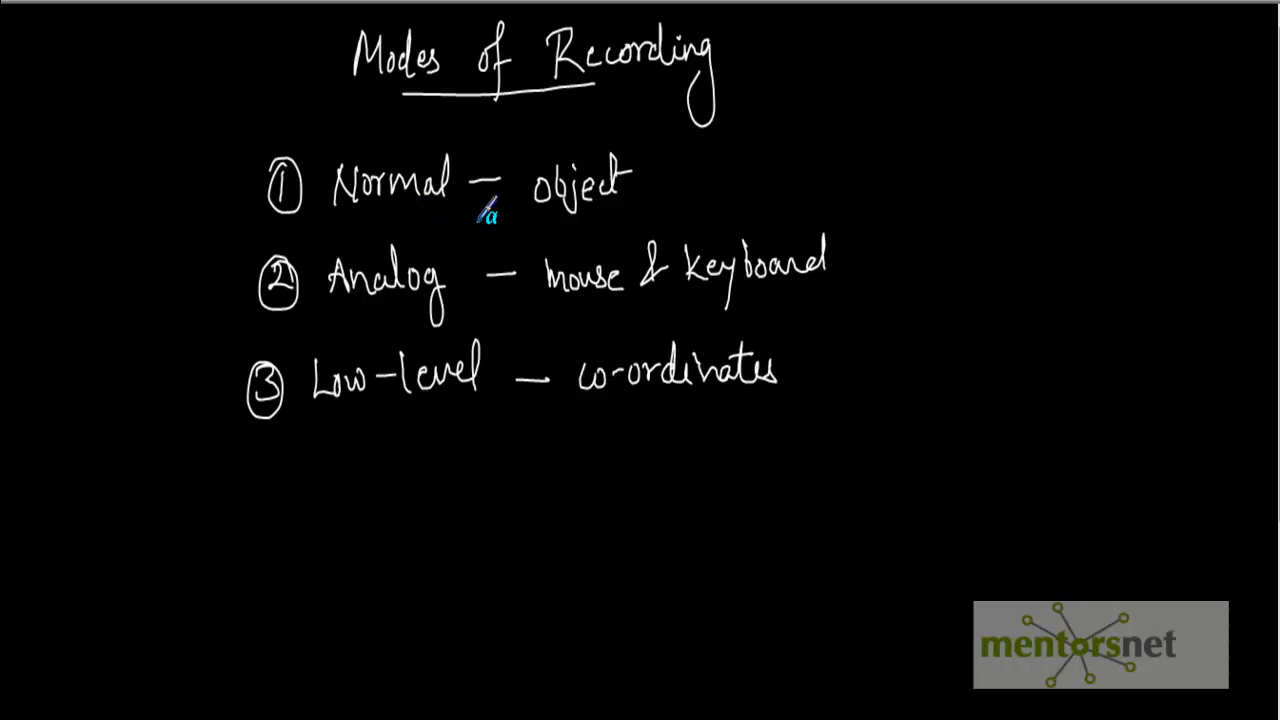 Modes of Recording
1 Normal - object
2 Analog - mouse & keyboard
3 Low-level - co-ordinates
mentorsnet